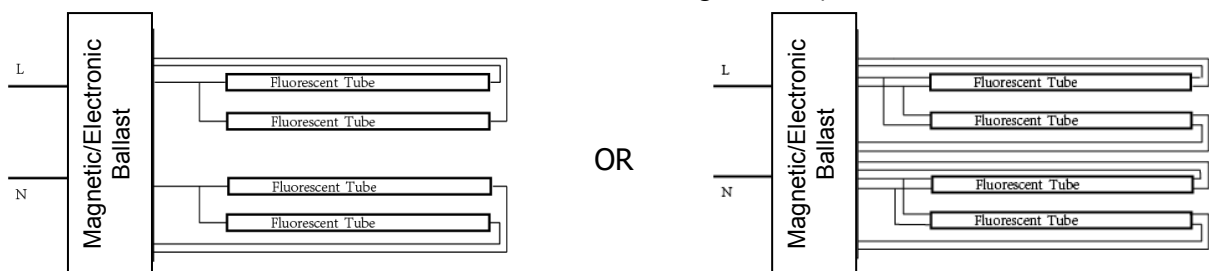 L
Magnetic/Electronic
Ballast
Fluorescent Tube
Fluorescent Tube
N
Fluorescent Tube
Fluorescent Tube
OR
L
Magnetic/Electronic
Ballast
Fluorescent Tube
Fluorescent Tube
N
Fluorescent Tube
Fluorescent Tube